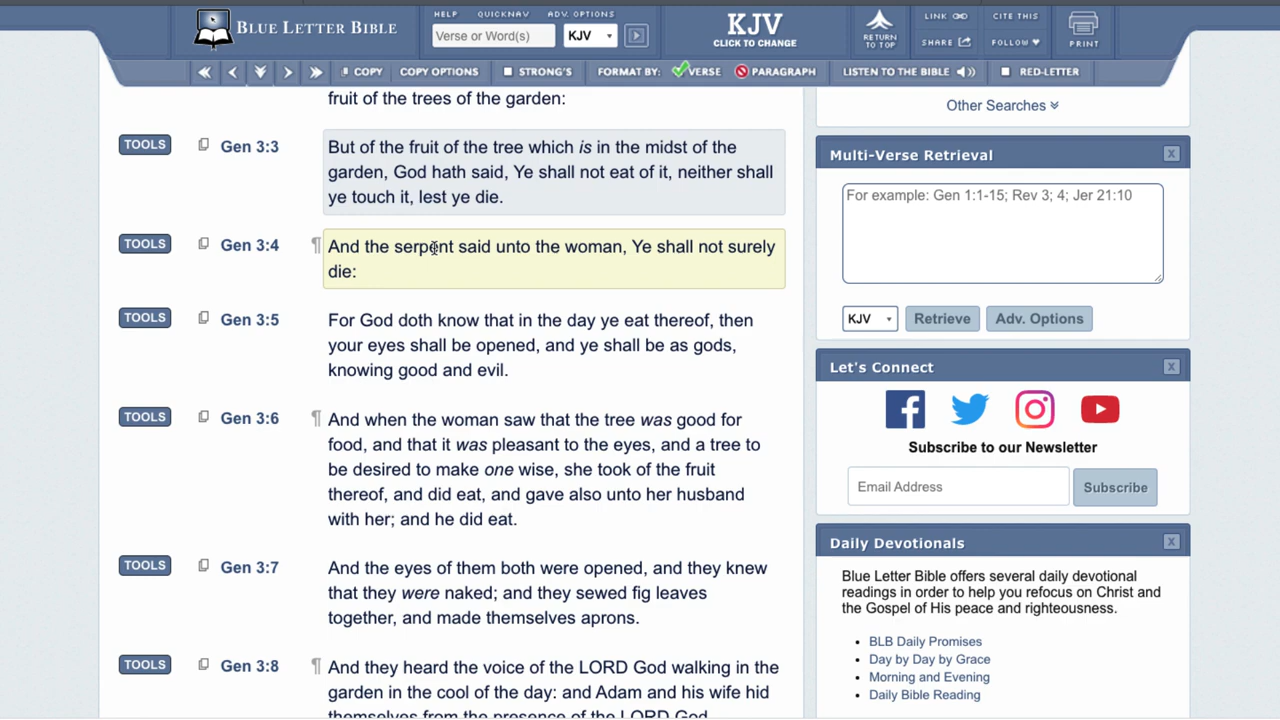 BLUE LETTER BIBLE
HELP QUICKNAV ADV. OPTIONS
Verse or Word(s) KJV
KJV
CLICK TO CHANGE
RETURN
TO TOP
LINK CITE THIS
SHARE FOLLOW
PRINT
COPY COPY OPTIONS STRONG'S FORMAT BY: VERSE PARAGRAPH LISTEN TO THE BIBLE RED-LETTER
fruit of the trees of the garden:
TOOLS Gen 3:3 But of the fruit of the tree which is in the midst of the
garden, God hath said, Ye shall not eat of it, neither shall
ye touch it, lest ye die.
TOOLS Gen 3:4 ¶ And the serpent said unto the woman, Ye shall not surely
die:
TOOLS Gen 3:5 For God doth know that in the day ye eat thereof, then
your eyes shall be opened, and ye shall be as gods,
knowing good and evil.
TOOLS Gen 3:6 ¶ And when the woman saw that the tree was good for
food, and that it was pleasant to the eyes, and a tree to
be desired to make one wise, she took of the fruit
thereof, and did eat, and gave also unto her husband
with her; and he did eat.
TOOLS Gen 3:7 And the eyes of them both were opened, and they knew
that they were naked; and they sewed fig leaves
together, and made themselves aprons.
TOOLS Gen 3:8 ¶ And they heard the voice of the LORD God walking in the
garden in the cool of the day: and Adam and his wife hid
themselves from the presence of the LORD God
Other Searches
Multi-Verse Retrieval X
For example: Gen 1:1-15; Rev 3; 4; Jer 21:10
KJV Retrieve Adv. Options
Let's Connect X
Subscribe to our Newsletter
Email Address Subscribe
Daily Devotionals X
Blue Letter Bible offers several daily devotional
readings in order to help you refocus on Christ and
the Gospel of His peace and righteousness.
• BLB Daily Promises
• Day by Day by Grace
• Morning and Evening
• Daily Bible Reading